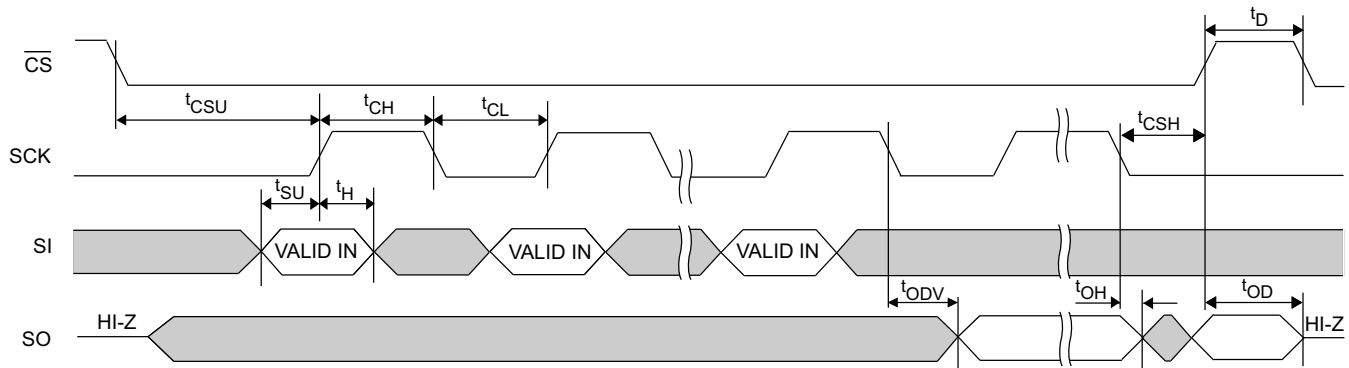 tD
CS
tCSU
tCH
tCL
tCSH
SCK
tSU
tH
SI
VALID IN
VALID IN
VALID IN
tODV
tOH
tOD
HI-Z
HI-Z
SO